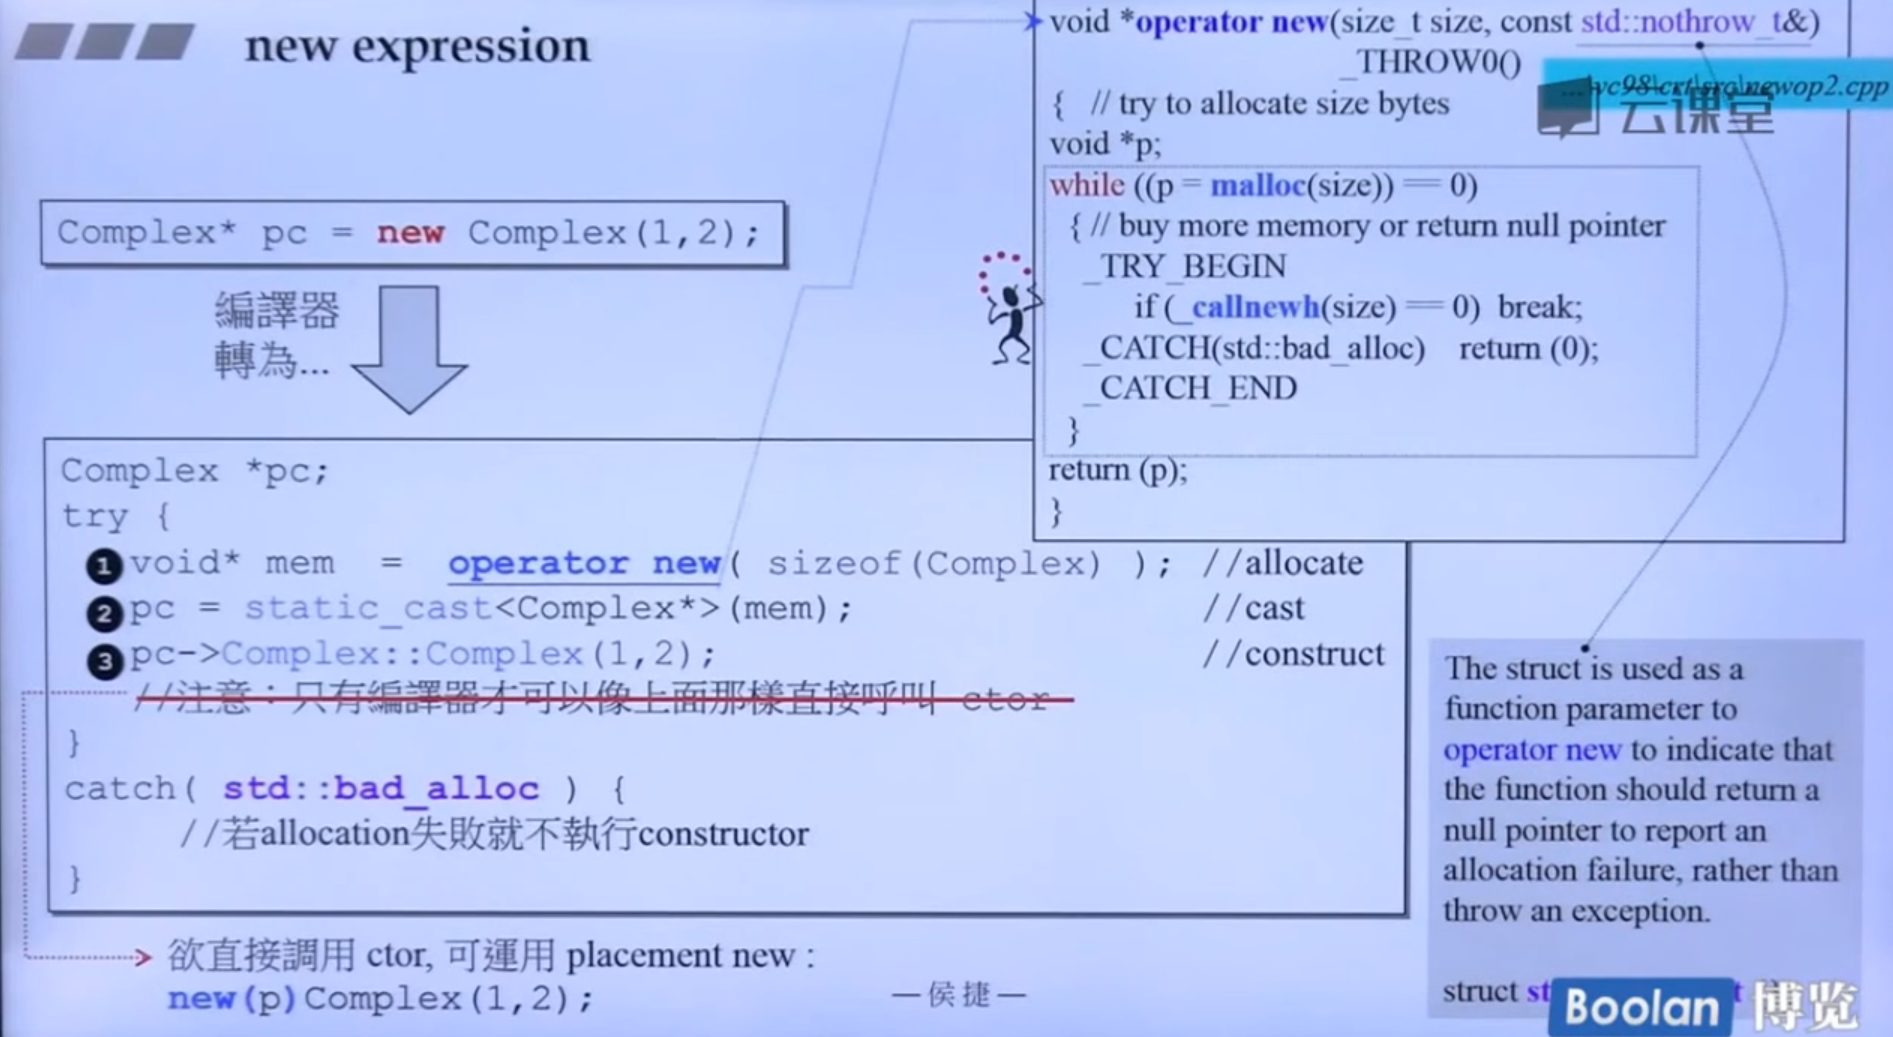 new expression
Complex* pc = new Complex(1,2);
編譯器
轉為...
Complex *pc;
try {
❶void* mem = operator new( sizeof(Complex) ); //allocate
❷pc = static_cast<Complex*>(mem); //cast
❸pc->Complex::Complex(1,2); //construct
//注意：只有編譯器才可以像上面那樣直接呼叫 ctor
}
catch( std::bad_alloc ) {
//若allocation失敗就不執行constructor
}
欲直接調用 ctor, 可運用 placement new :
new(p)Complex(1,2);
—侯捷—
void *operator new(size_t size, const std::nothrow_t&)
_THROW0()
...\vc98\crt\src\newop2.cpp
云课堂
{ // try to allocate size bytes
void *p;
while ((p = malloc(size)) == 0)
{ // buy more memory or return null pointer
_TRY_BEGIN
if (_callnewh(size) == 0) break;
_CATCH(std::bad_alloc) return (0);
_CATCH_END
}
return (p);
}
The struct is used as a
function parameter to
operator new to indicate that
the function should return a
null pointer to report an
allocation failure, rather than
throw an exception.
struct
Boolan 博览